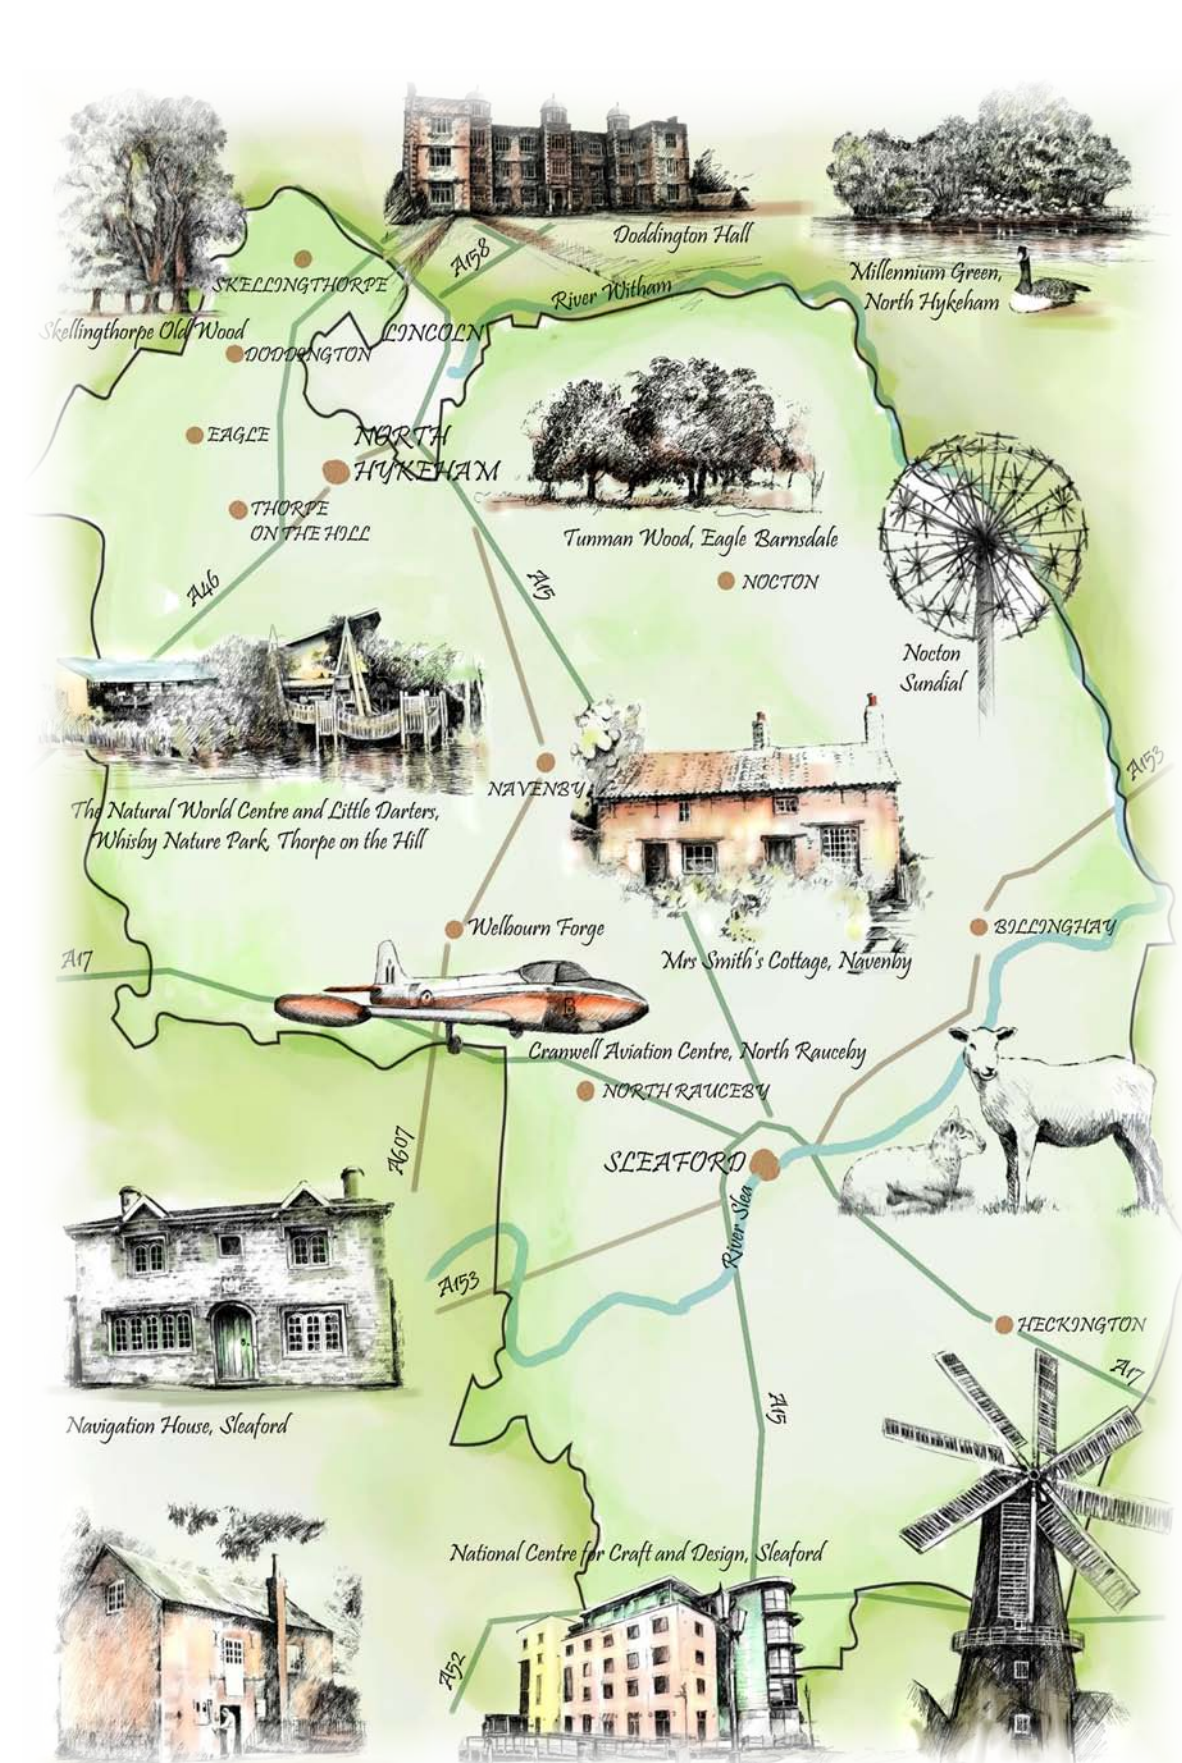 Doddington Hall
A158
Millennium Green,
North Hykeham
SKELLINGTHORPE
River Witham
Skellingthorpe Old Wood
LINCOLN
DODDINGTON
EAGLE
NORTH
HYKEHAM
THORPE
ON THE HILL
Tunman Wood, Eagle Barnsdale
A46
A15
NOCTON
Nocton
Sundial
A153
NAVENBY
The Natural World Centre and Little Darters,
Whisby Nature Park, Thorpe on the Hill
Welbourn Forge
BILLINGHAY
A17
Mrs Smith's Cottage, Navenby
B
Cranwell Aviation Centre, North Rauceby
NORTH RAUCEBY
A607
SLEAFORD
River Slea
A153
HECKINGTON
A17
A15
Navigation House, Sleaford
National Centre for Craft and Design, Sleaford
A52